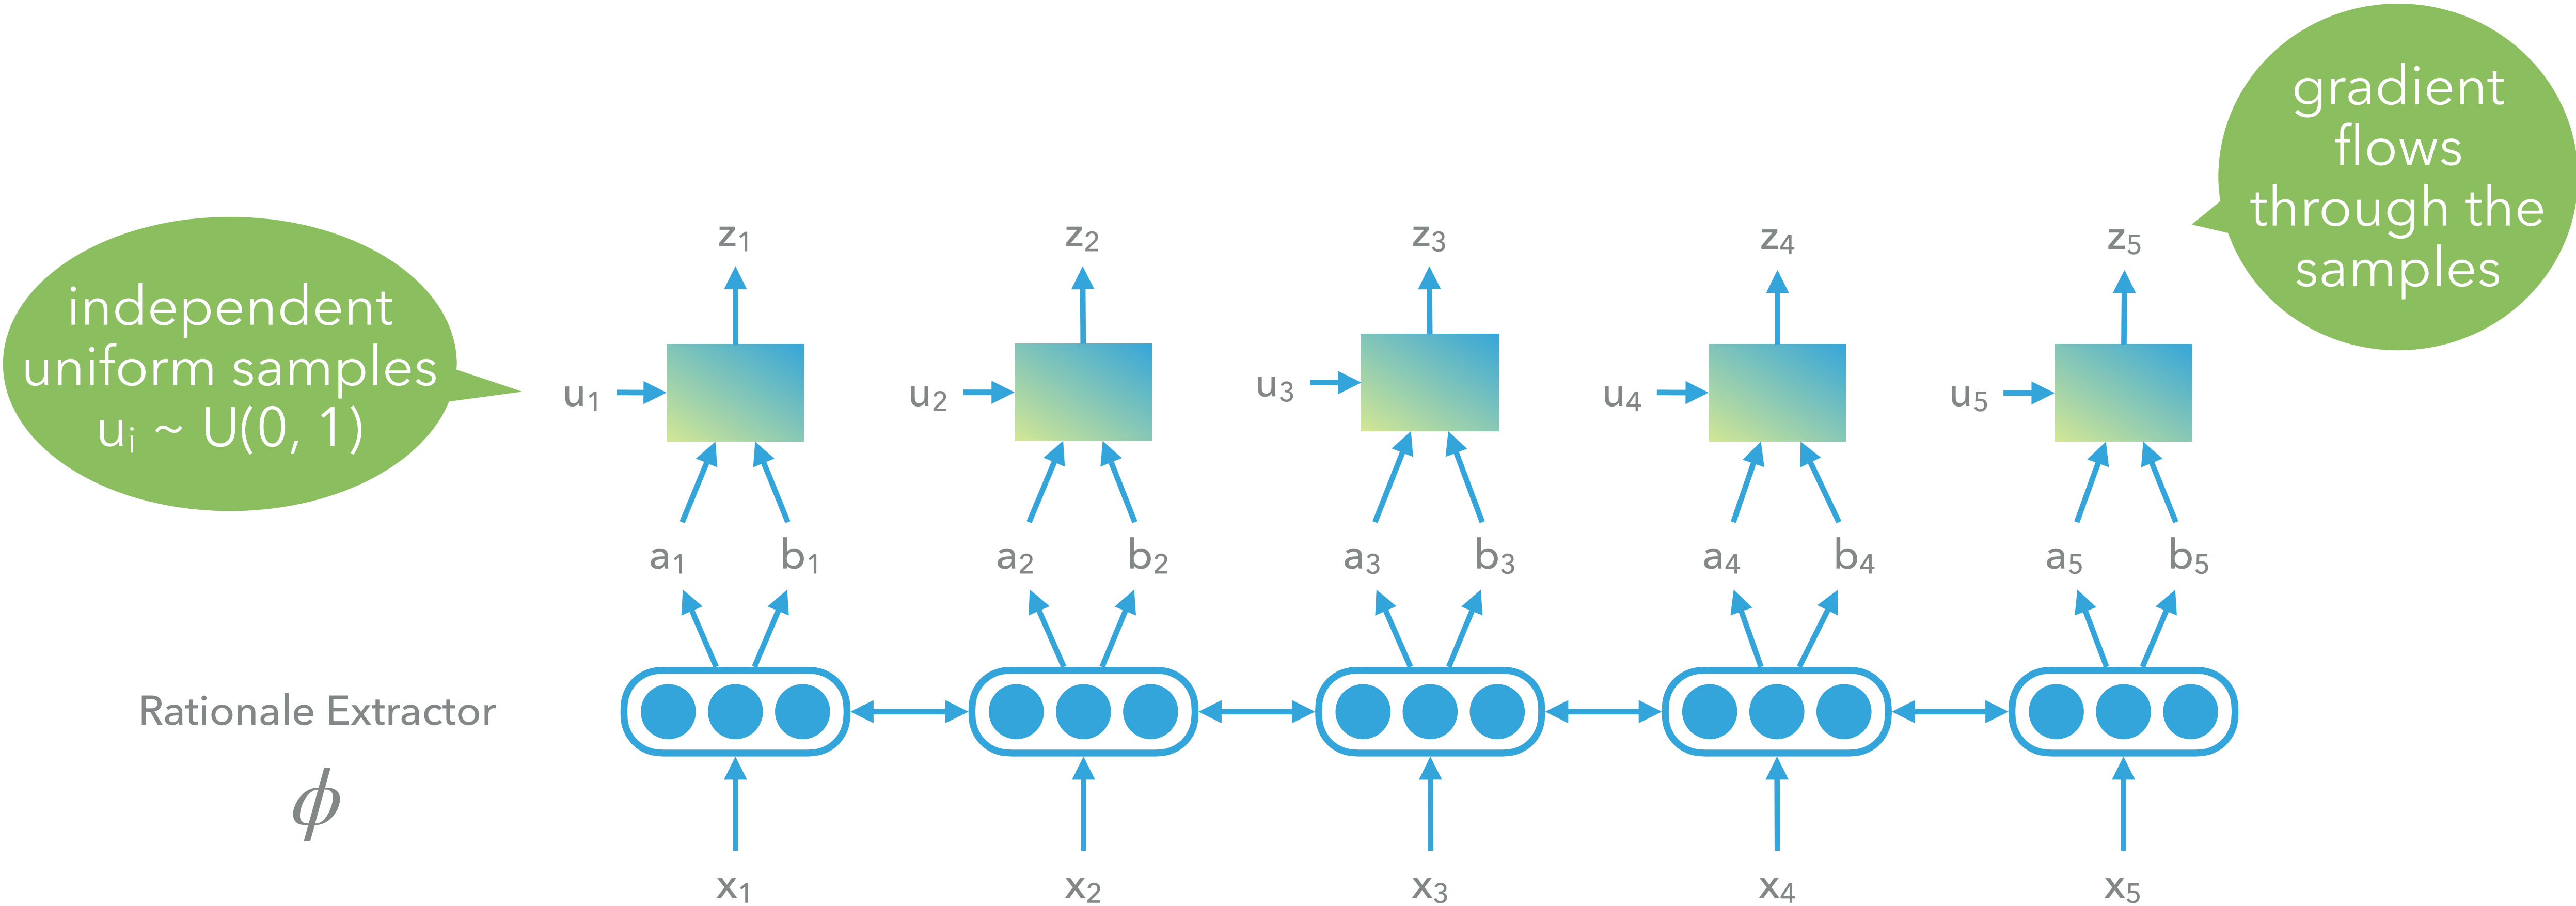 gradient
flows
through the
samples
z₁ z₂ z₃ z₄ z₅
independent
uniform samples
uᵢ ~ U(0, 1)
u₁ u₂ u₃ u₄ u₅
a₁ b₁ a₂ b₂ a₃ b₃ a₄ b₄ a₅ b₅
Rationale Extractor
ϕ
x₁ x₂ x₃ x₄ x₅